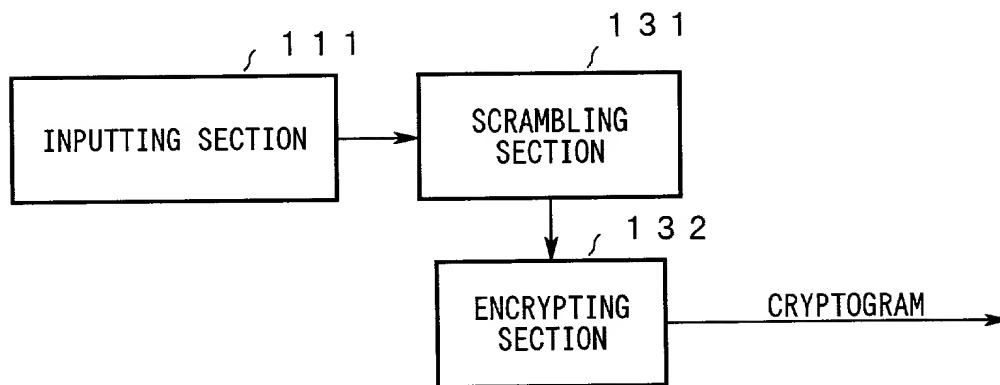 1 1 1
INPUTTING SECTION
1 3 1
SCRAMBLING
SECTION
1 3 2
ENCRYPTING
SECTION
CRYPTOGRAM